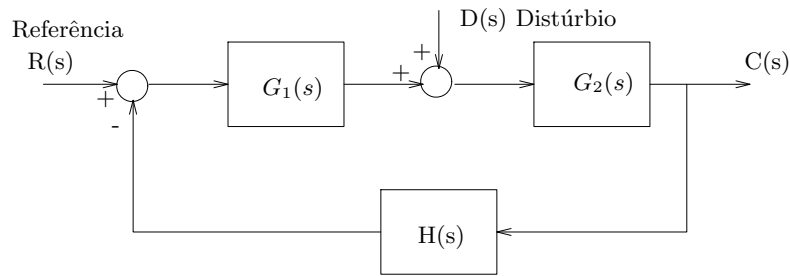 D(s) Distúrbio
Referência
R(s)
C(s)
+
+
G₁(s)
G₂(s)
+
-
H(s)